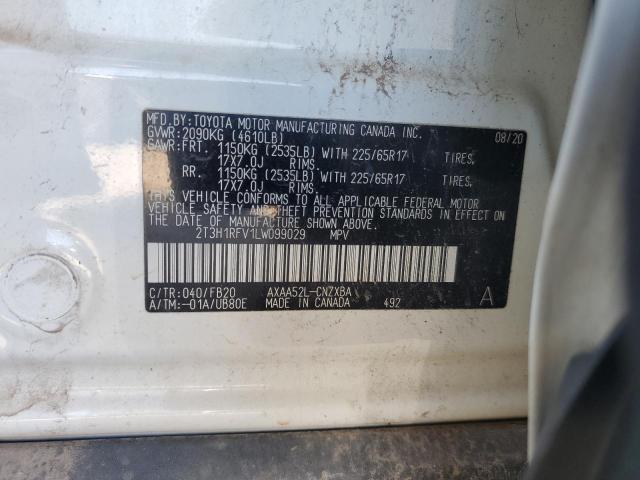 MFD.BY:TOYOTA MOTOR MANUFACTURING CANADA INC. 08/20
GVWR:2090KG (4610LB)
GAWR:FRT. 1150KG (2535LB) WITH 225/65R17 TIRES,
17X7.0J RIMS.
RR. 1150KG (2535LB) WITH 225/65R17 TIRES,
17X7.0J RIMS.
THIS VEHICLE CONFORMS TO ALL APPLICABLE FEDERAL MOTOR
VEHICLE SAFETY AND THEFT PREVENTION STANDARDS IN EFFECT ON
THE DATE OF MANUFACTURE SHOWN ABOVE.
2T3H1RFV1LW099029 MPV
C/TR:040/FB20 AXAA52L-CNZXBA A
A/TM:-01A/UB80E MADE IN CANADA 492